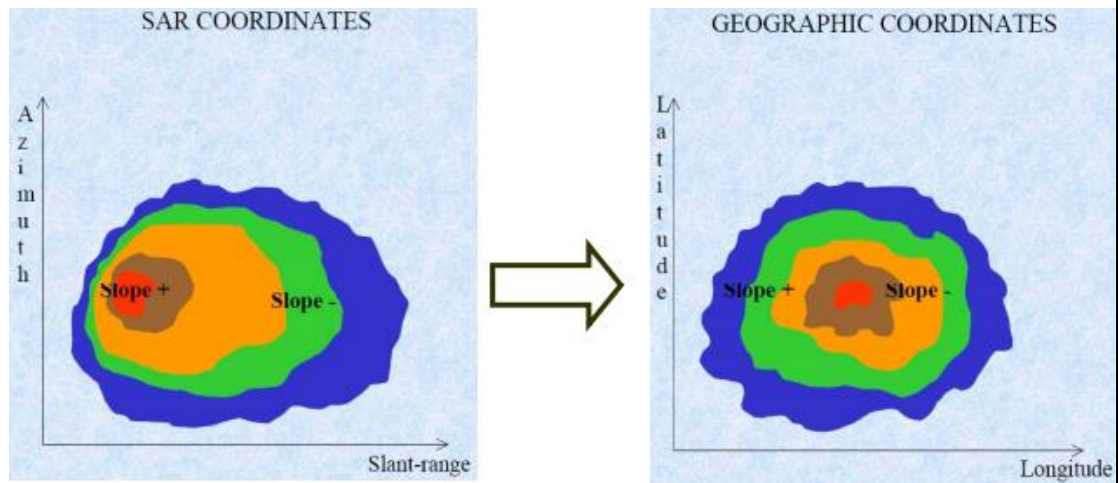 SAR COORDINATES
Azimuth
Slope +
Slope -
Slant-range
GEOGRAPHIC COORDINATES
Latitude
Slope +
Slope -
Longitude